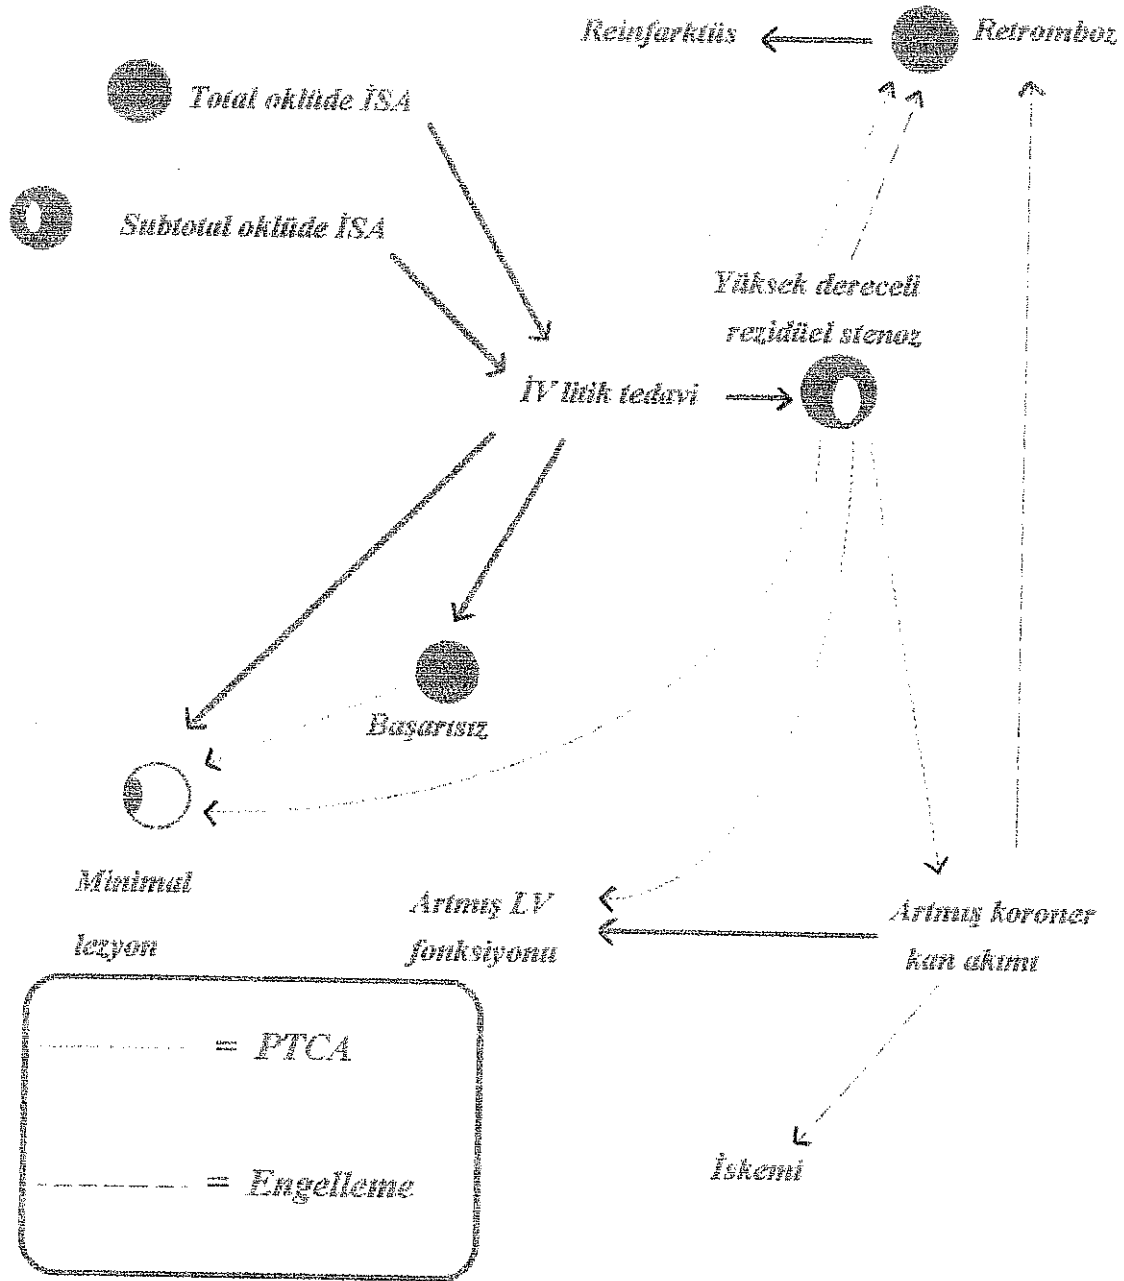 Reinfarktüs
Retromboz
Total oklüde İSA
Subtotal oklüde İSA
Yüksek dereceli
rezidüel stenoz
İV litik tedavi
Başarısız
Minimal
lezyon
Artmış LV
fonksiyonu
Artmış koroner
kan akımı
= PTCA
= Engelleme
İskemi